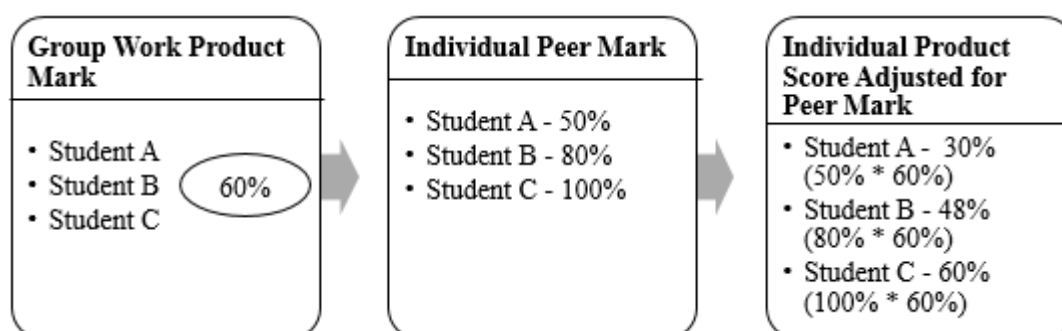 Group Work Product
Mark
• Student A
• Student B
• Student C
60%
Individual Peer Mark
• Student A - 50%
• Student B - 80%
• Student C - 100%
Individual Product
Score Adjusted for
Peer Mark
• Student A - 30%
(50% * 60%)
• Student B - 48%
(80% * 60%)
• Student C - 60%
(100% * 60%)